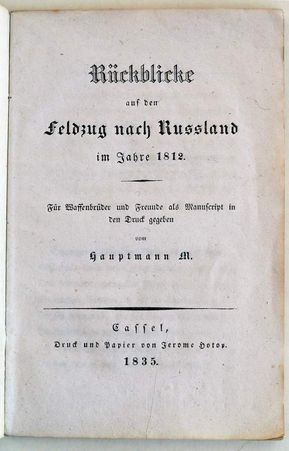 Rückblicke
auf den
Feldzug nach Russland
im Jahre 1812.
Für Waffenbrüder und Freunde als Manuscript in
den Druck gegeben
vom
Hauptmann M.
Cassel,
Druck und Papier von Jerome Hotop.
1835.